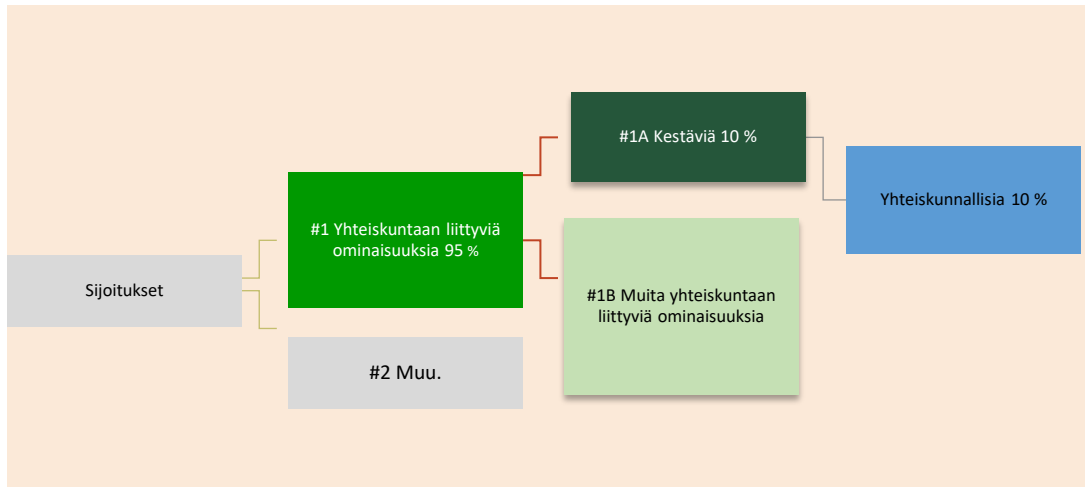 Sijoitukset
#1 Yhteiskuntaan liittyviä
ominaisuuksia 95 %
#2 Muu.
#1A Kestäviä 10 %
#1B Muita yhteiskuntaan
liittyviä ominaisuuksia
Yhteiskunnallisia 10 %